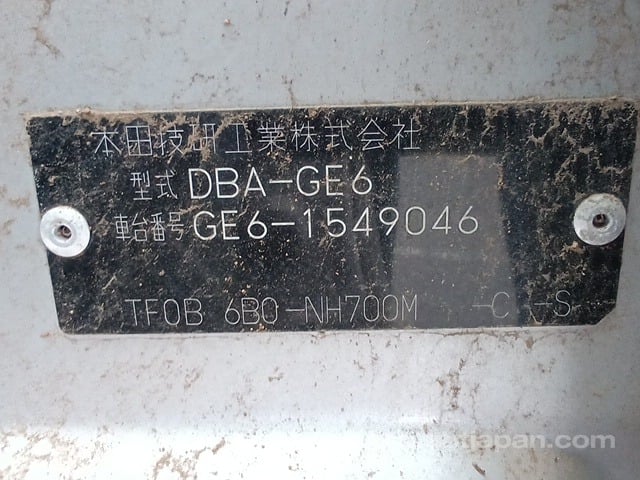 本田技研工業株式会社
型式 DBA-GE6
車台番号 GE6-1549046
TF0B 6B0-NH700M -C -S
japan.com